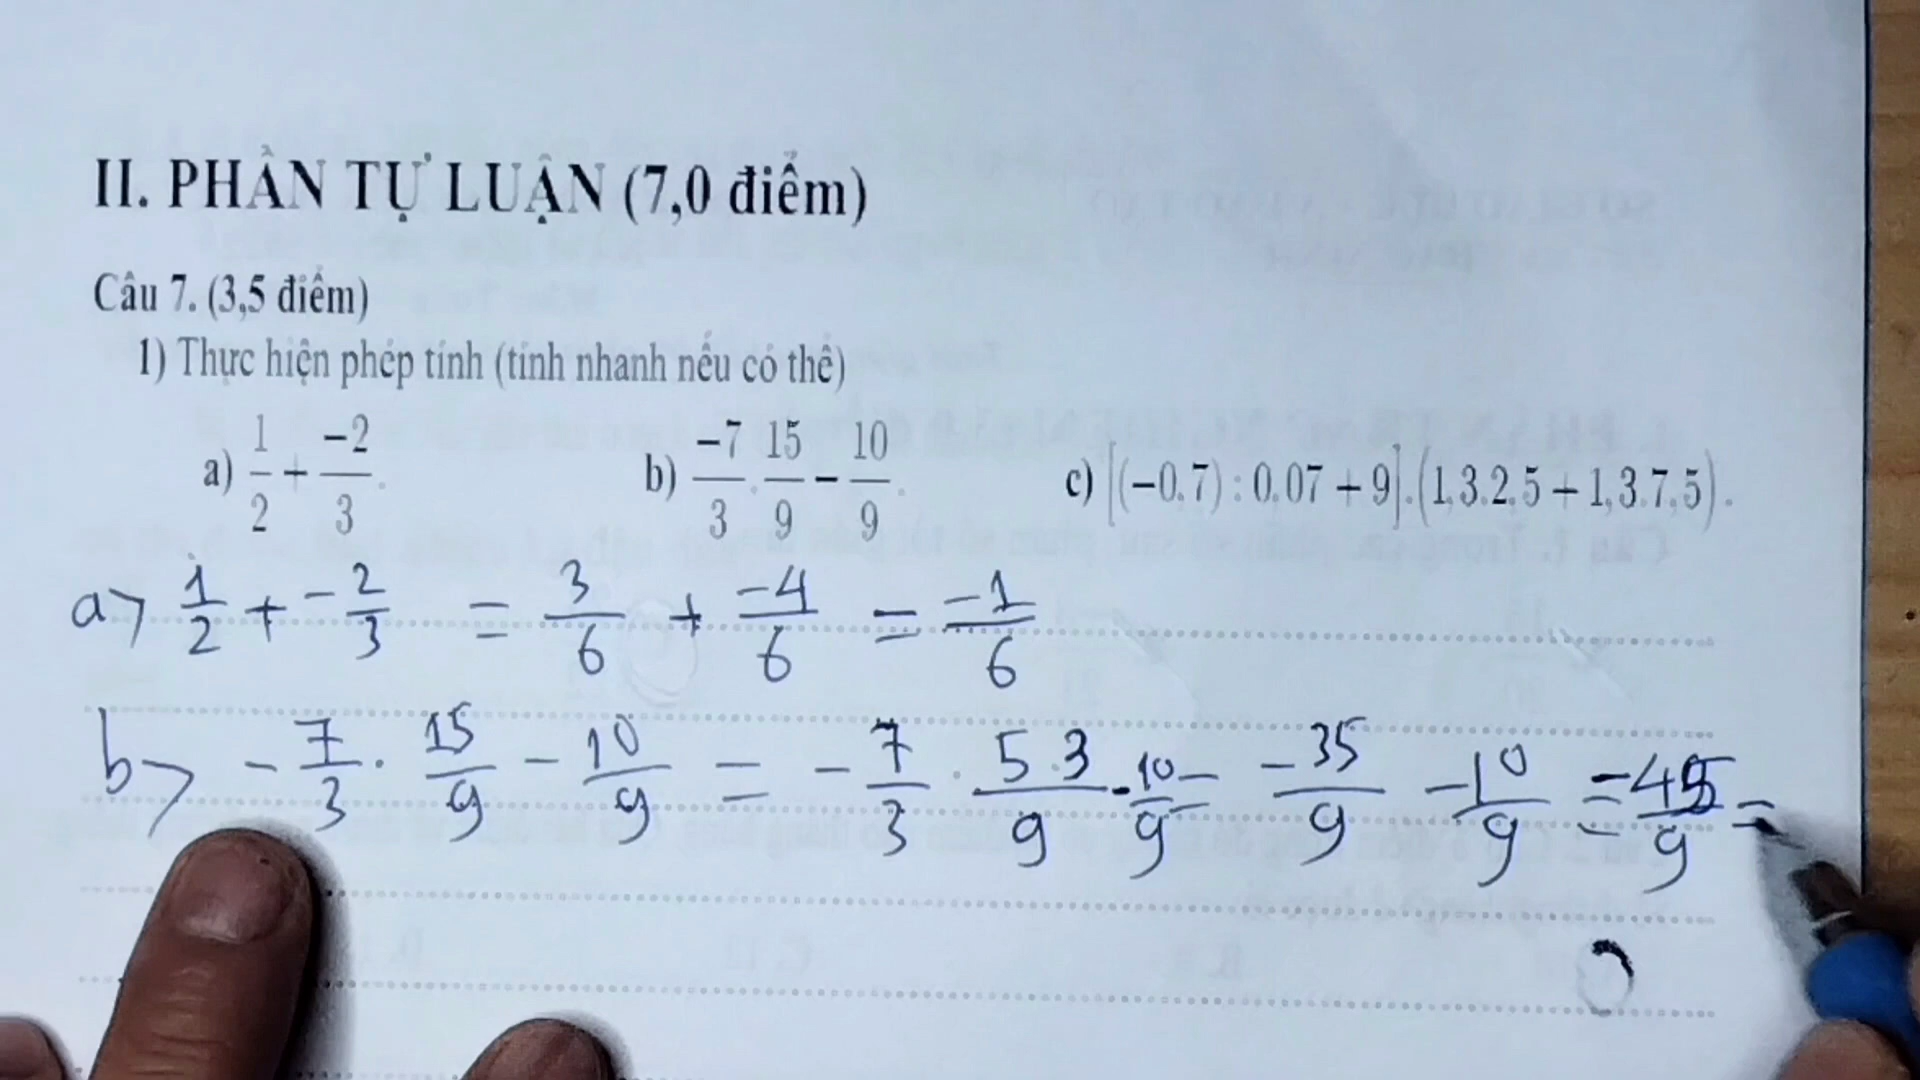 II. PHẦN TỰ LUẬN (7,0 điểm)
Câu 7. (3,5 điểm)
1) Thực hiện phép tính (tính nhanh nếu có thể)
a) 1/2 + -2/3. b) -7/3 . 15/9 - 10/9. c) [(-0,7) : 0,07 + 9].(1,3.2,5 + 1,3.7,5).
a> 1/2 + -2/3 = 3/6 + -4/6 = -1/6
b> -7/3 . 15/9 - 10/9 = -7/3 . 5.3/9 - 10/9 = -35/9 - 10/9 = -45/9 =